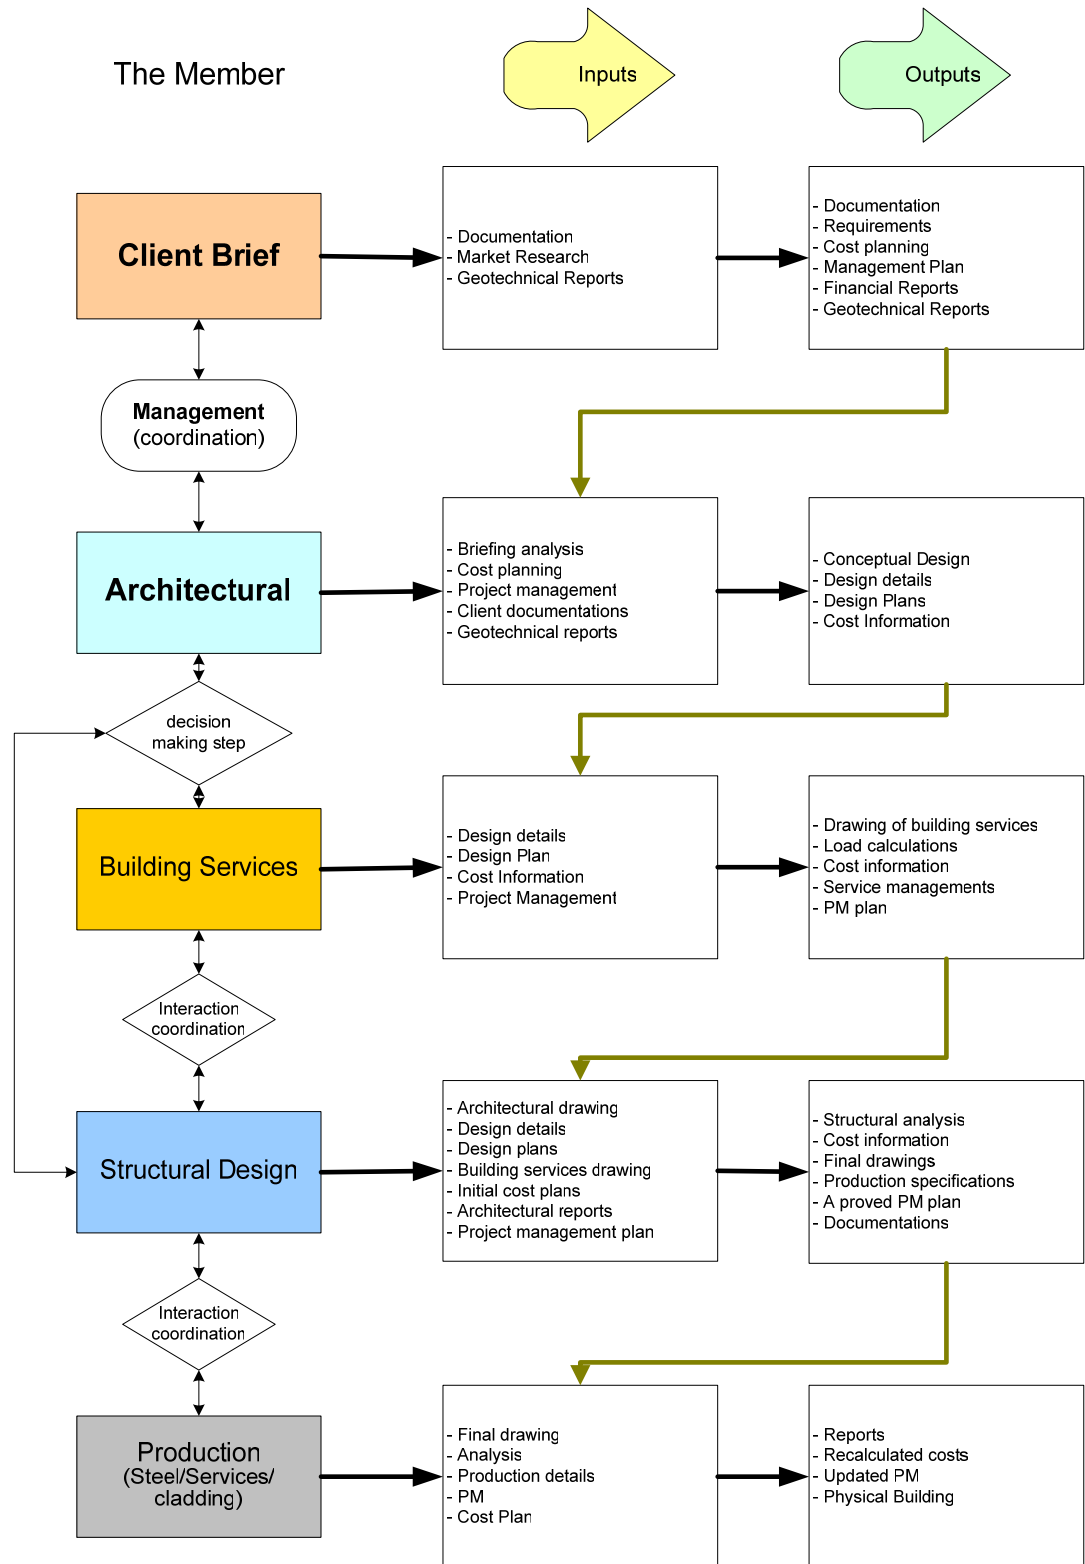 The Member
Inputs
Outputs
Client Brief
- Documentation
- Market Research
- Geotechnical Reports
- Documentation
- Requirements
- Cost planning
- Management Plan
- Financial Reports
- Geotechnical Reports
Management
(coordination)
Architectural
- Briefing analysis
- Cost planning
- Project management
- Client documentations
- Geotechnical reports
- Conceptual Design
- Design details
- Design Plans
- Cost Information
decision
making step
Building Services
- Design details
- Design Plan
- Cost Information
- Project Management
- Drawing of building services
- Load calculations
- Cost information
- Service managements
- PM plan
Interaction
coordination
Structural Design
- Architectural drawing
- Design details
- Design plans
- Building services drawing
- Initial cost plans
- Architectural reports
- Project management plan
- Structural analysis
- Cost information
- Final drawings
- Production specifications
- A proved PM plan
- Documentations
Interaction
coordination
Production
(Steel/Services/
cladding)
- Final drawing
- Analysis
- Production details
- PM
- Cost Plan
- Reports
- Recalculated costs
- Updated PM
- Physical Building